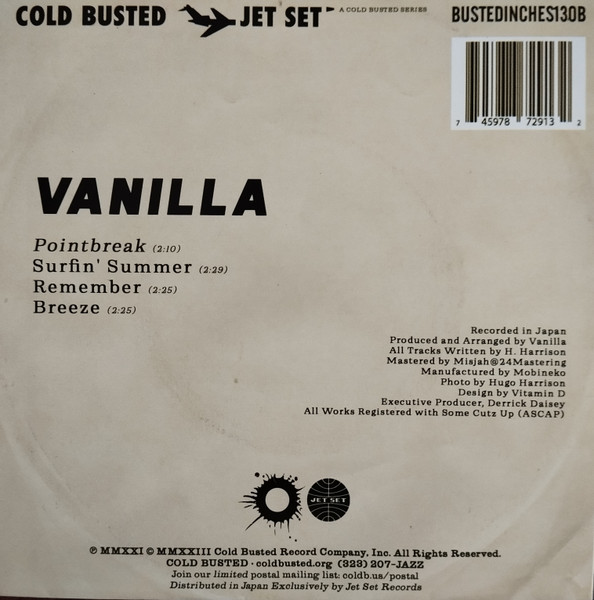 COLD BUSTED JET SET A COLD BUSTED SERIES BUSTEDINCHES130B
7 45978 72913 2
VANILLA
Pointbreak (2:10)
Surfin' Summer (2:29)
Remember (2:25)
Breeze (2:25)
Recorded in Japan
Produced and Arranged by Vanilla
All Tracks Written by H. Harrison
Mastered by Misjah@24Mastering
Manufactured by Mobineko
Photo by Hugo Harrison
Design by Vitamin D
Executive Producer, Derrick Daisey
All Works Registered with Some Cutz Up (ASCAP)
JET SET
℗ MMXXI © MMXXIII Cold Busted Record Company, Inc. All Rights Reserved.
COLD BUSTED · coldbusted.org (323) 207-JAZZ
Join our limited postal mailing list: coldb.us/postal
Distributed in Japan Exclusively by Jet Set Records